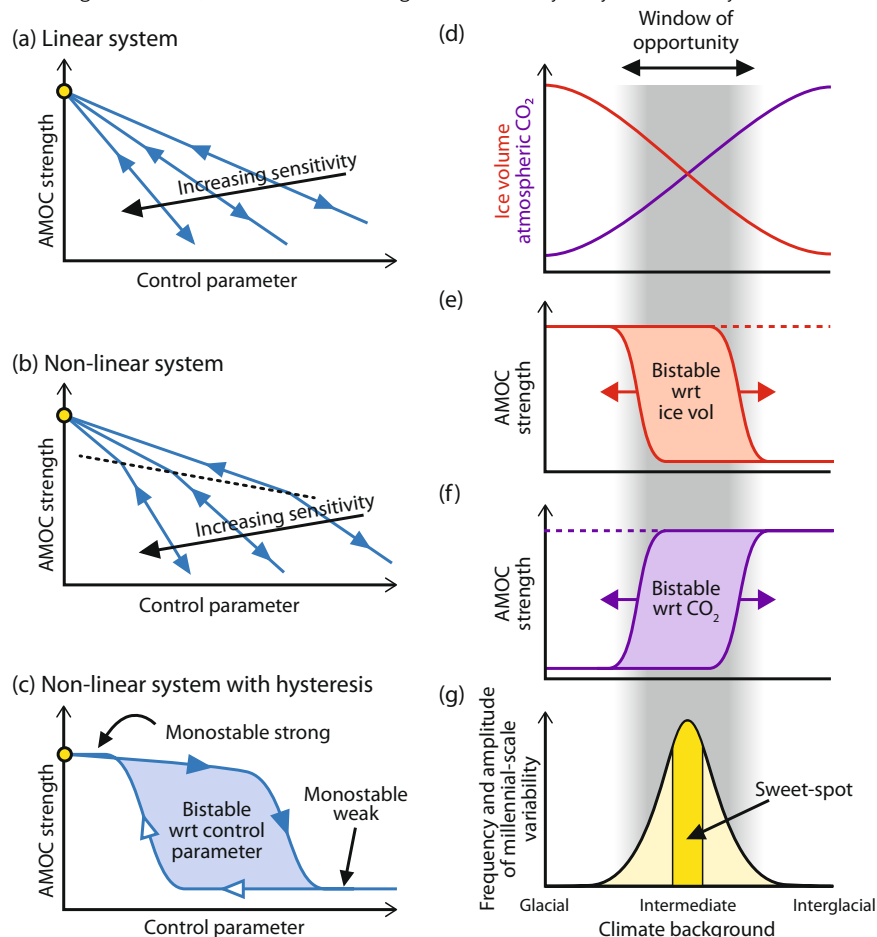 (a) Linear system
AMOC strength
Increasing sensitivity
Control parameter
(b) Non-linear system
AMOC strength
Increasing sensitivity
Control parameter
(c) Non-linear system with hysteresis
AMOC strength
Monostable strong
Monostable
weak
Bistable
wrt control
parameter
Control parameter
(d)
Window of
opportunity
Ice volume
atmospheric CO₂
(e)
AMOC
strength
Bistable
wrt
ice vol
(f)
AMOC
strength
Bistable
wrt CO₂
(g)
Frequency and amplitude
of millennial-scale
variability
Sweet-spot
Glacial
Intermediate
Interglacial
Climate background